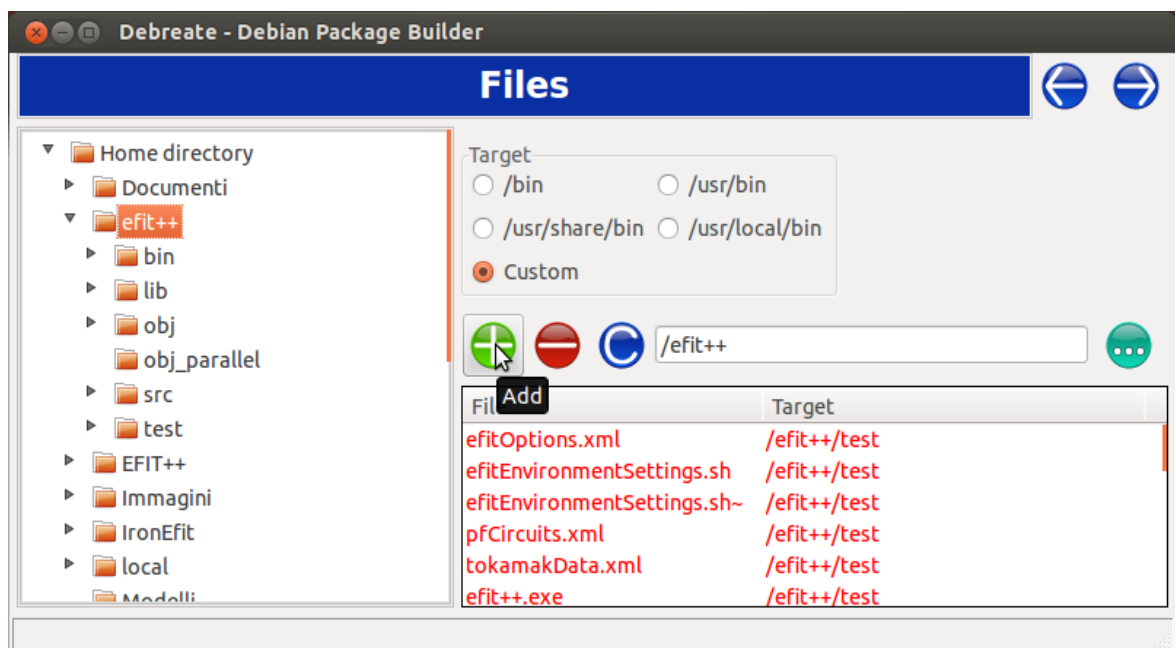 Debreate - Debian Package Builder
Files
Home directory
Documenti
efit++
bin
lib
obj
obj_parallel
src
test
EFIT++
Immagini
IronEfit
local
Modelli
Target
/bin /usr/bin
/usr/share/bin /usr/local/bin
Custom
/efit++
Add
Target
efitOptions.xml /efit++/test
efitEnvironmentSettings.sh /efit++/test
efitEnvironmentSettings.sh~ /efit++/test
pfCircuits.xml /efit++/test
tokamakData.xml /efit++/test
efit++.exe /efit++/test